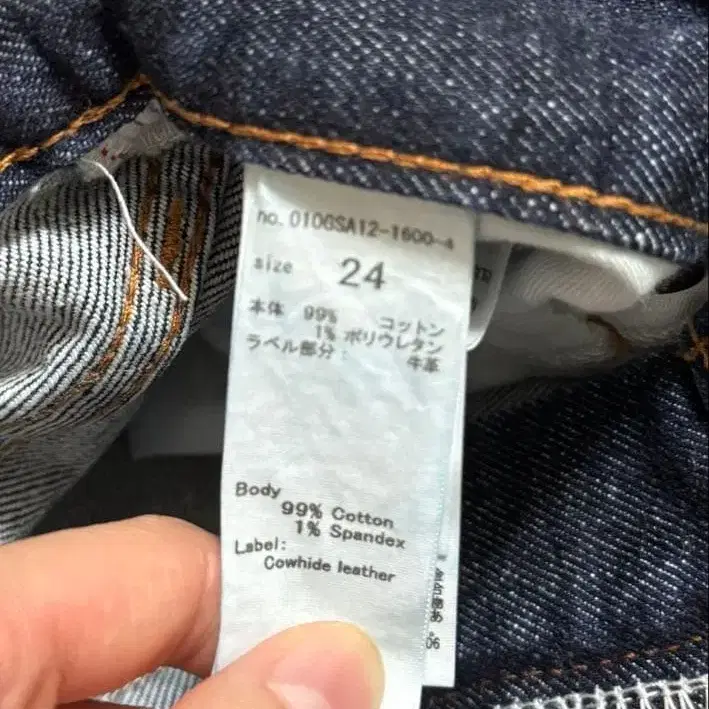 no. 010GSA12-1600-4
size 24
本体 99% コットン
1% ポリウレタン
ラベル部分: 牛革
Body
99% Cotton
1% Spandex
Label:
Cowhide leather